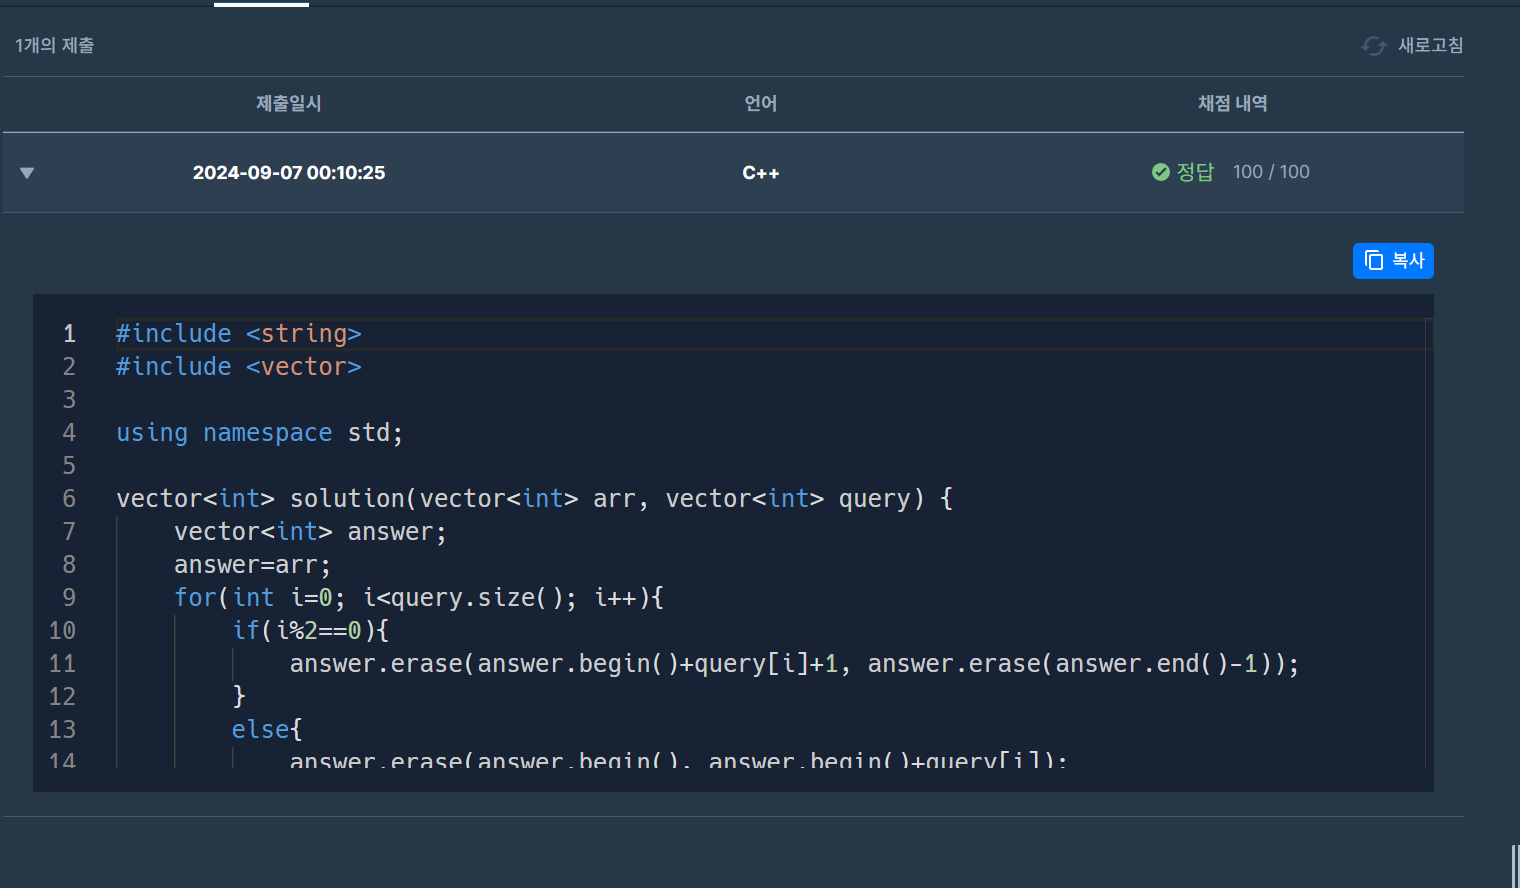 1개의 제출
새로고침
제출일시 언어 채점 내역
2024-09-07 00:10:25 C++ 정답 100 / 100
복사
1 #include <string>
2 #include <vector>
3
4 using namespace std;
5
6 vector<int> solution(vector<int> arr, vector<int> query) {
7     vector<int> answer;
8     answer=arr;
9     for(int i=0; i<query.size(); i++){
10         if(i%2==0){
11             answer.erase(answer.begin()+query[i]+1, answer.erase(answer.end()-1));
12         }
13         else{
14             answer.erase(answer.begin(), answer.begin()+query[i]);